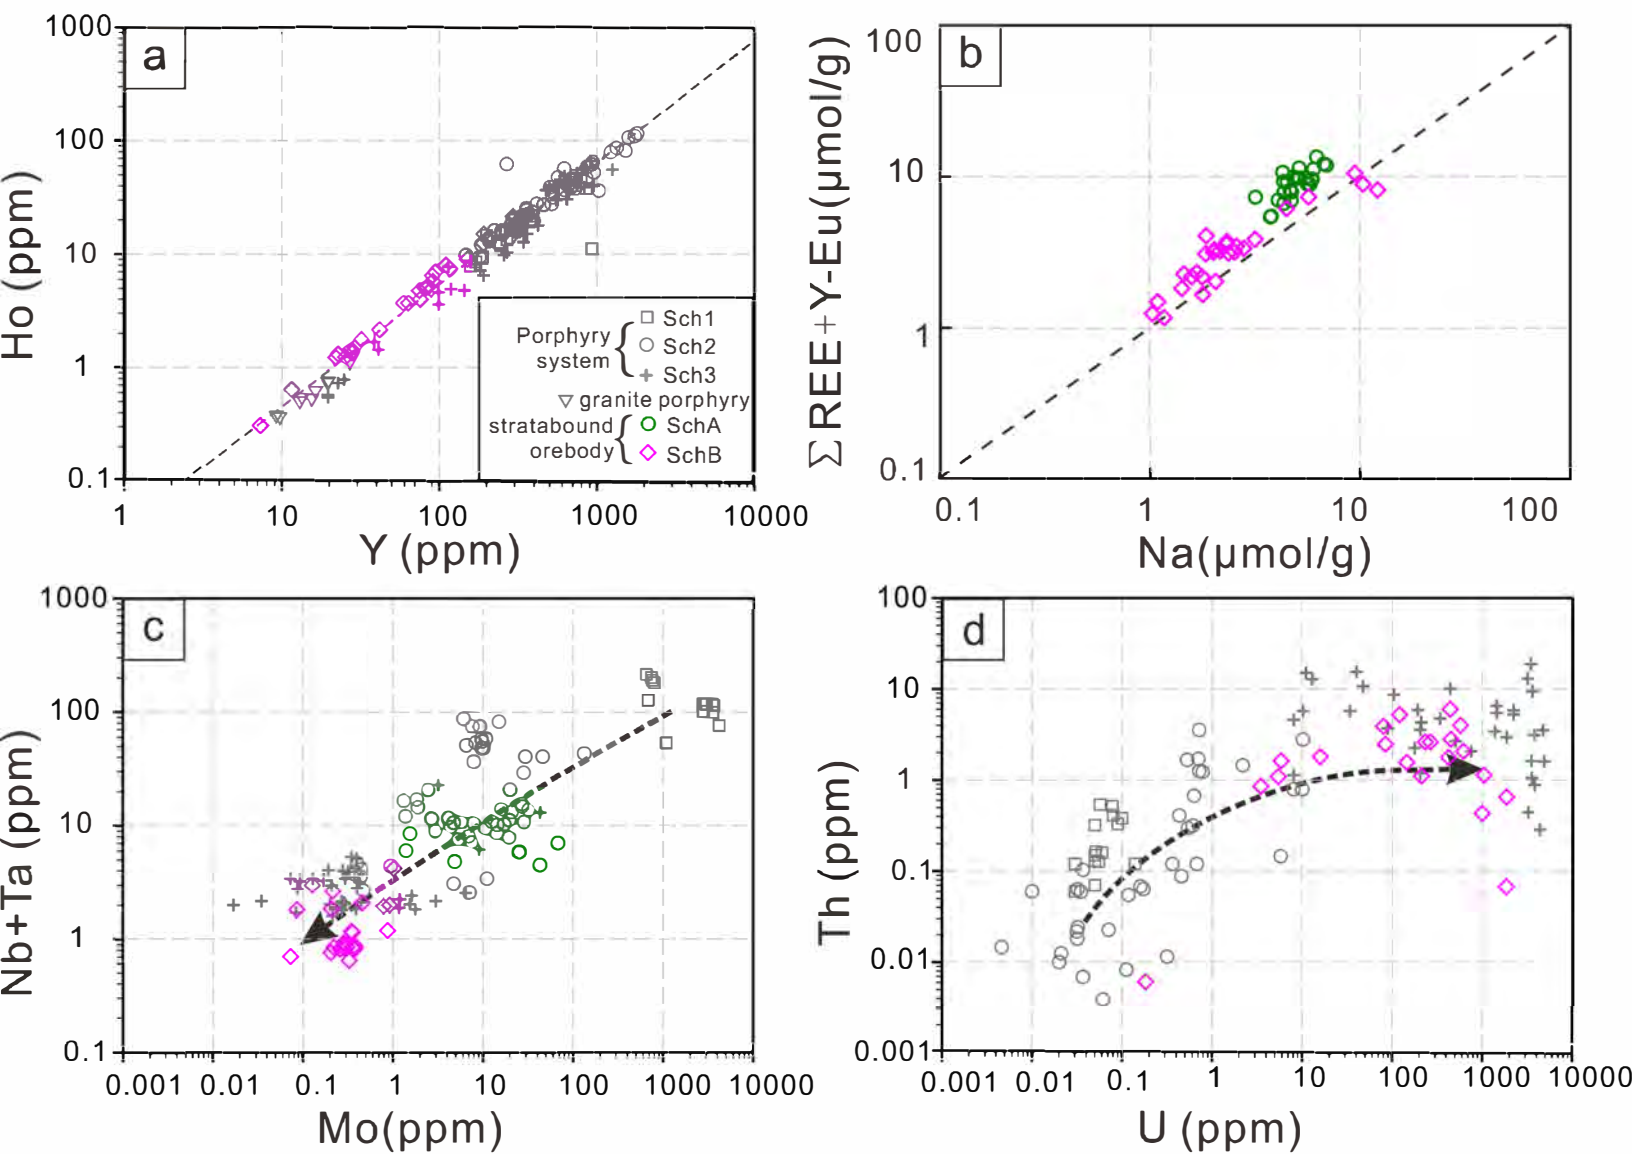 a
1000
100
10
1
0.1
Ho (ppm)
1
10
100
1000
10000
Y (ppm)
Porphyry
system
Sch1
Sch2
Sch3
granite porphyry
stratabound
orebody
SchA
SchB
b
100
10
1
0.1
∑REE+Y-Eu(μmol/g)
0.1
1
10
100
Na(μmol/g)
c
1000
100
10
1
0.1
Nb+Ta (ppm)
0.001
0.01
0.1
1
10
100
1000
10000
Mo(ppm)
d
100
10
1
0.1
0.01
0.001
Th (ppm)
0.001
0.01
0.1
1
10
100
1000
10000
U (ppm)